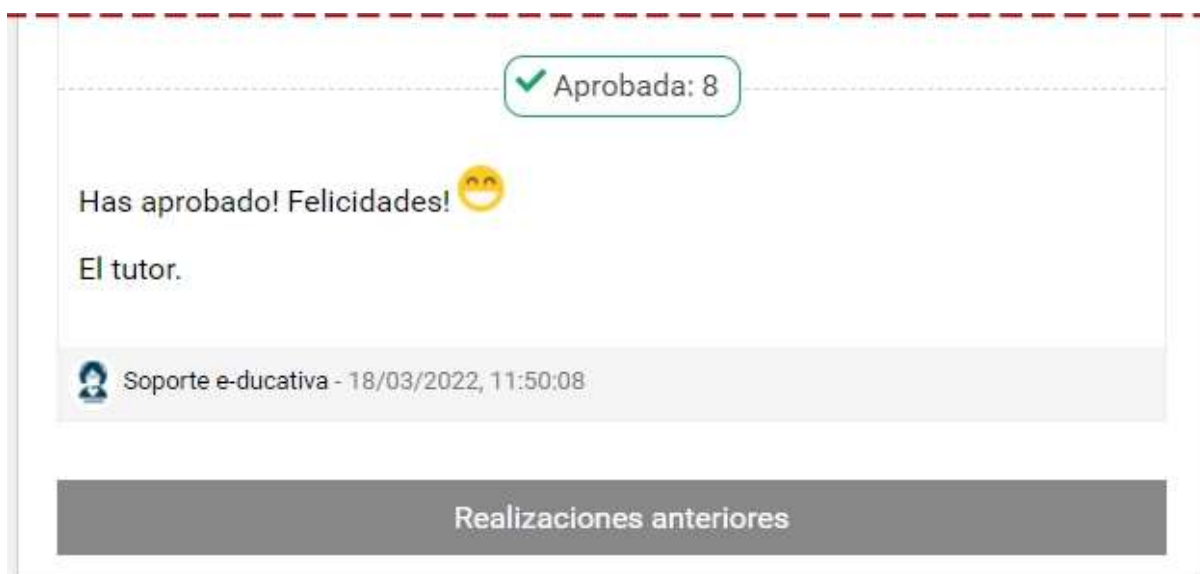 Aprobada: 8
Has aprobado! Felicidades!
El tutor.
Soporte e-ducativa - 18/03/2022, 11:50:08
Realizaciones anteriores